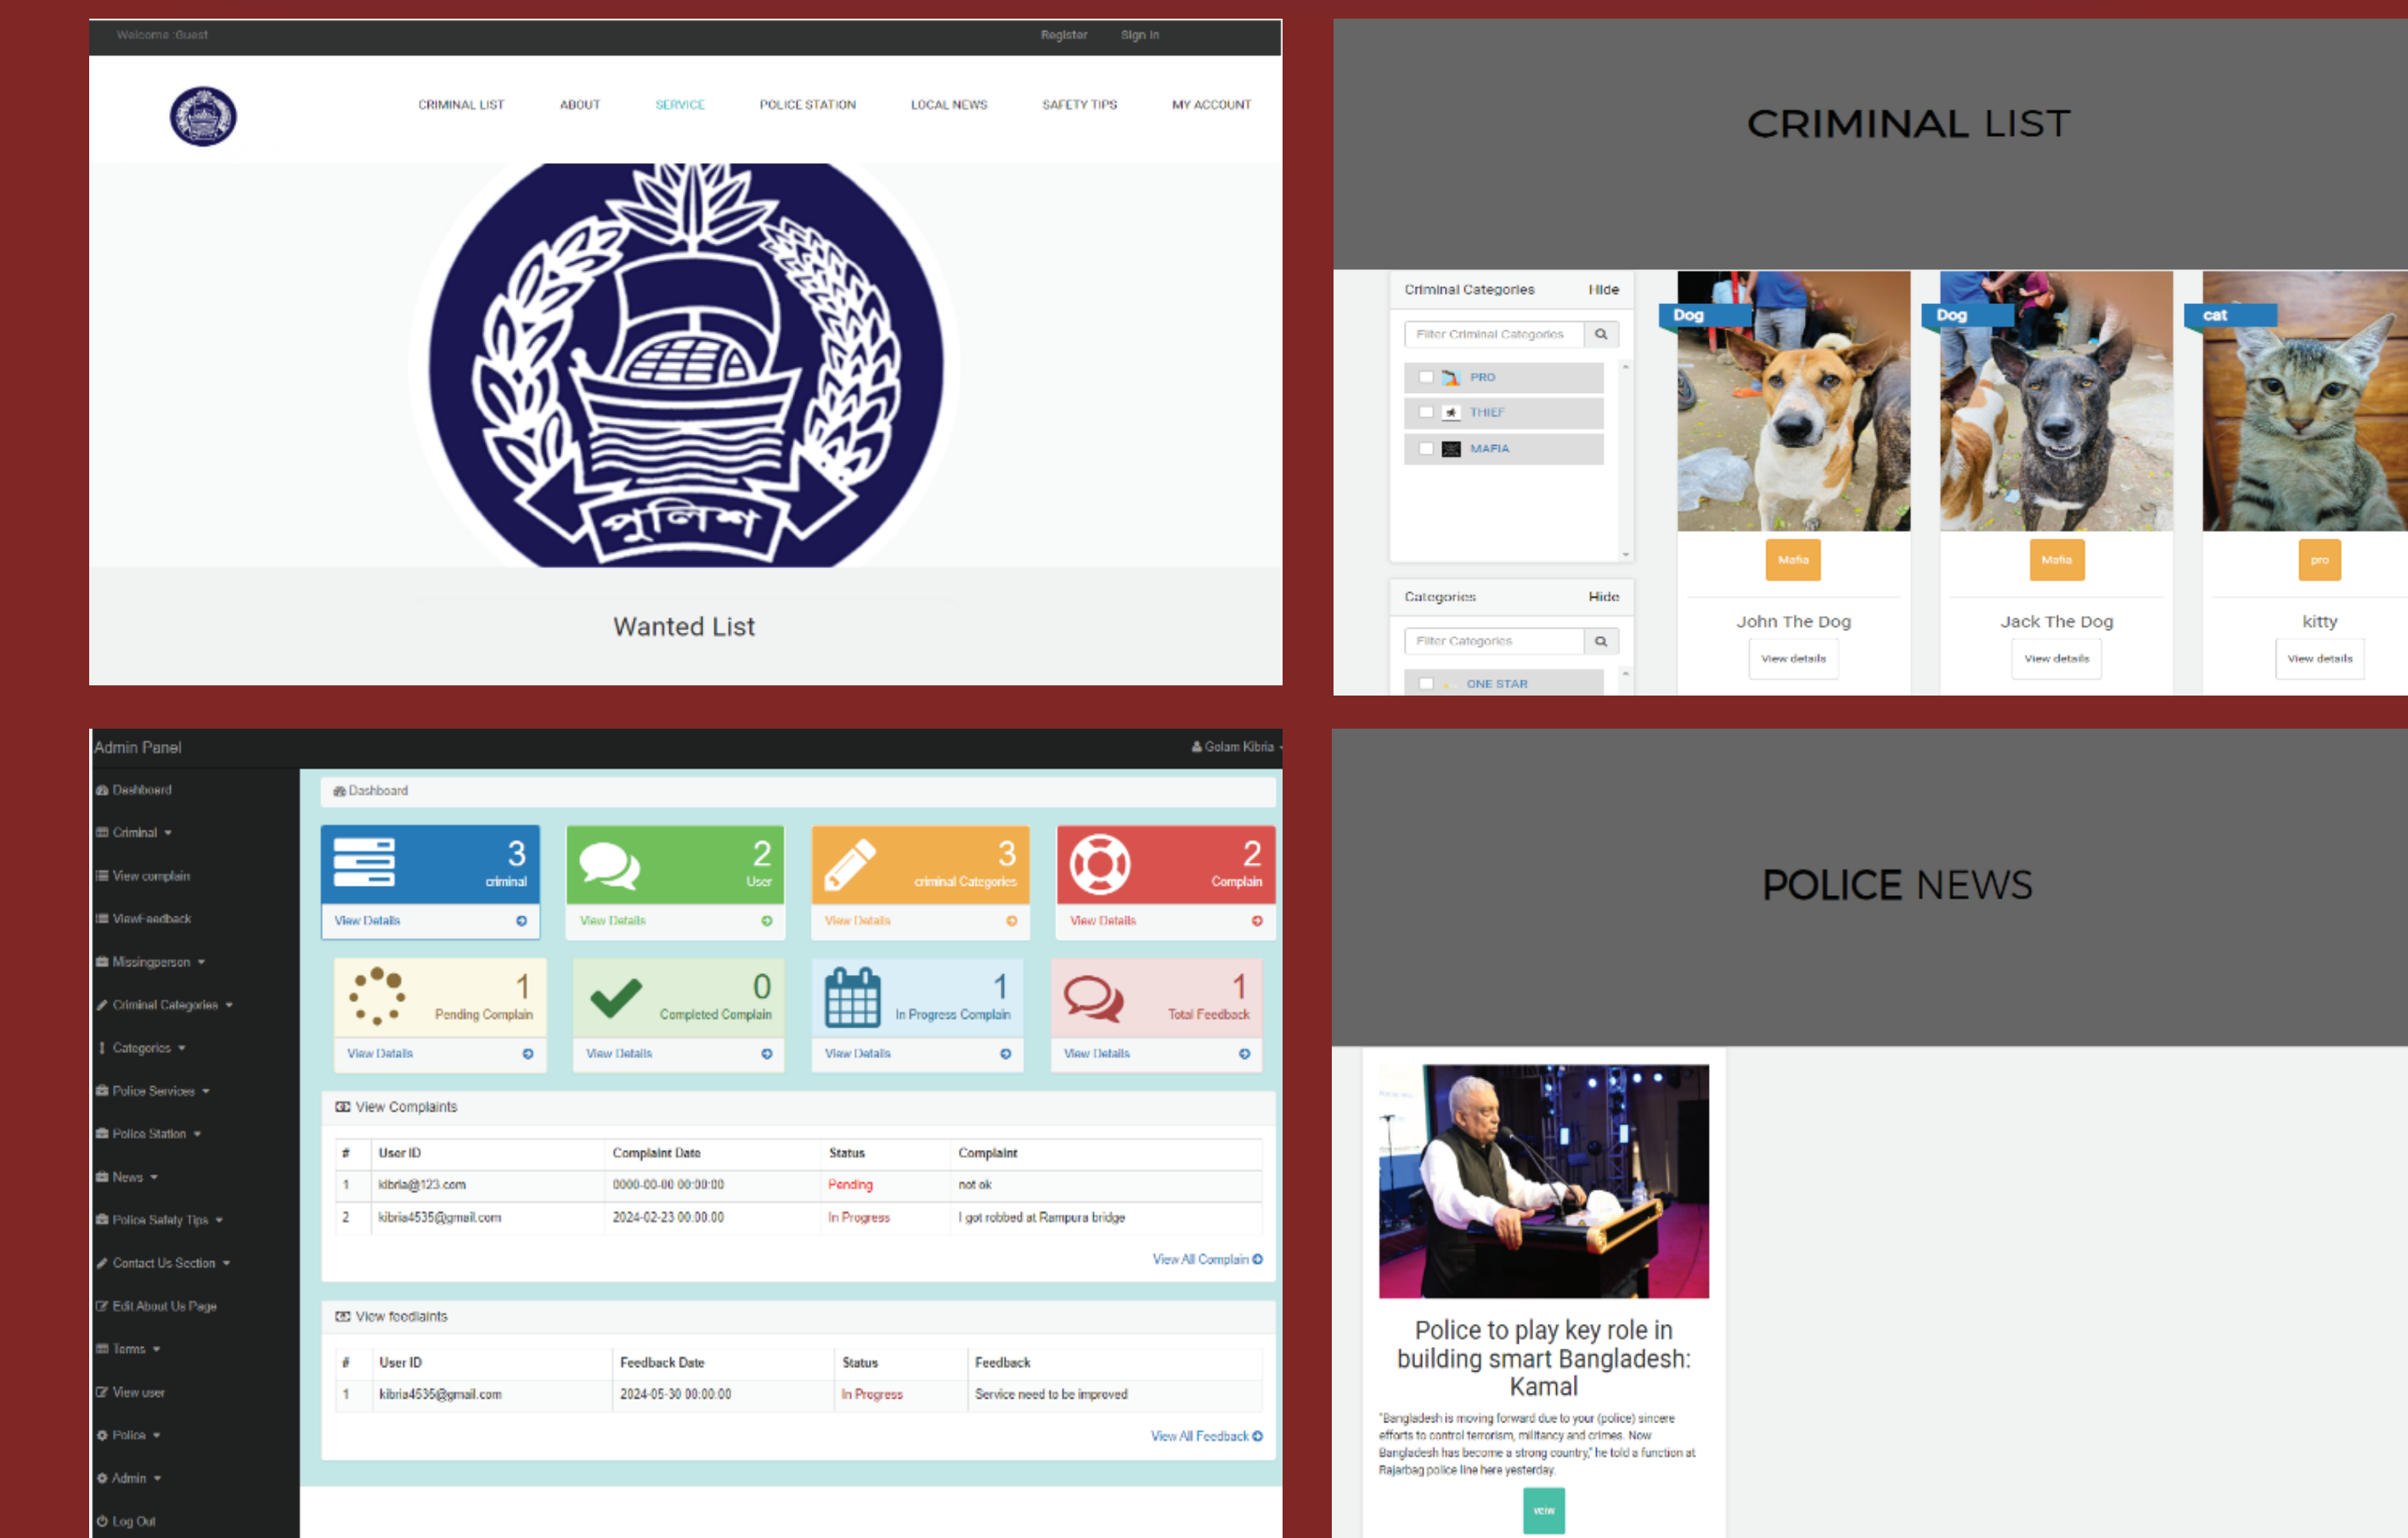 Welcome :Guest
Register Sign In
CRIMINAL LIST ABOUT SERVICE POLICE STATION LOCAL NEWS SAFETY TIPS MY ACCOUNT
পুলিশ
Wanted List
CRIMINAL LIST
Criminal Categories Hide
Filter Criminal Categories
PRO
THIEF
MAFIA
Categories Hide
Filter Categories
ONE STAR
Dog
Mafia
John The Dog
View details
Dog
Mafia
Jack The Dog
View details
cat
pro
kitty
View details
Admin Panel
Golam Kibria
Dashboard
Criminal
View complain
ViewFeedback
Missingperson
Criminal Categories
Categories
Police Services
Police Station
News
Police Safety Tips
Contact Us Section
Edit About Us Page
Terms
View user
Police
Admin
Log Out
Dashboard
3
criminal
View Details
2
User
View Details
3
criminal Categories
View Details
2
Complain
View Details
1
Pending Complain
View Details
0
Completed Complain
View Details
1
In Progress Complain
View Details
1
Total Feedback
View Details
View Complaints
# User ID Complaint Date Status Complaint
1 kibria@123.com 0000-00-00 00:00:00 Pending not ok
2 kibria4535@gmail.com 2024-02-23 00:00:00 In Progress I got robbed at Rampura bridge
View All Complain
View feedlaints
# User ID Feedback Date Status Feedback
1 kibria4535@gmail.com 2024-05-30 00:00:00 In Progress Service need to be improved
View All Feedback
POLICE NEWS
Police to play key role in
building smart Bangladesh:
Kamal
"Bangladesh is moving forward due to your (police) sincere
efforts to control terrorism, militancy and crimes. Now
Bangladesh has become a strong country," he told a function at
Rajarbag police line here yesterday.
veiw